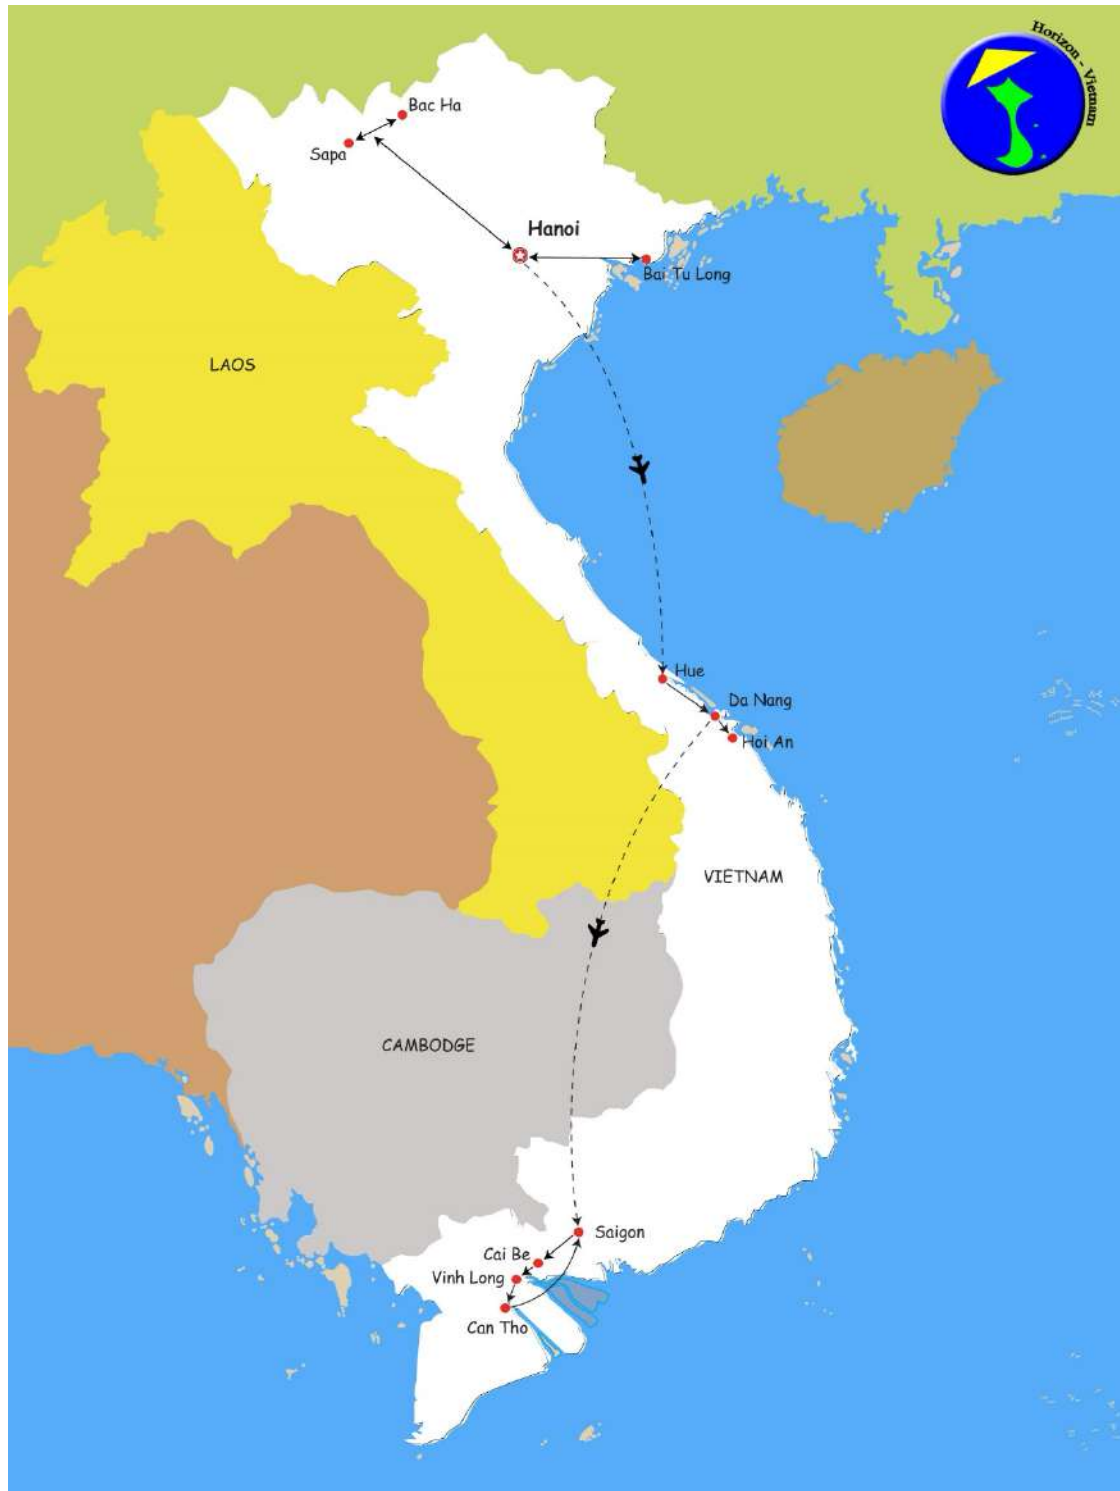 Horizon - Vietnam
Bac Ha
Sapa
Hanoi
Bai Tu Long
LAOS
Hue
Da Nang
Hoi An
VIETNAM
CAMBODGE
Saigon
Cai Be
Vinh Long
Can Tho